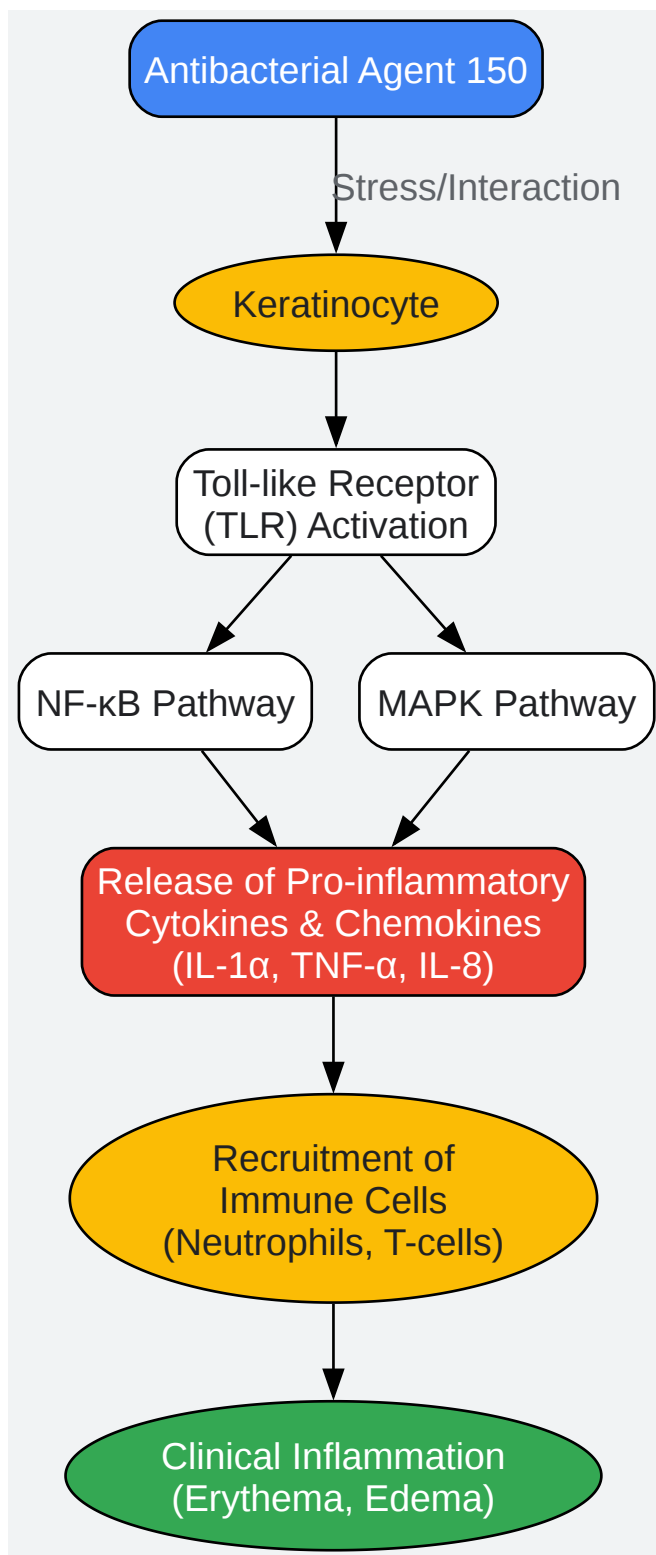 Antibacterial Agent 150
Stress/Interaction
Keratinocyte
Toll-like Receptor
(TLR) Activation
NF-κB Pathway
MAPK Pathway
Release of Pro-inflammatory
Cytokines & Chemokines
(IL-1α, TNF-α, IL-8)
Recruitment of
Immune Cells
(Neutrophils, T-cells)
Clinical Inflammation
(Erythema, Edema)